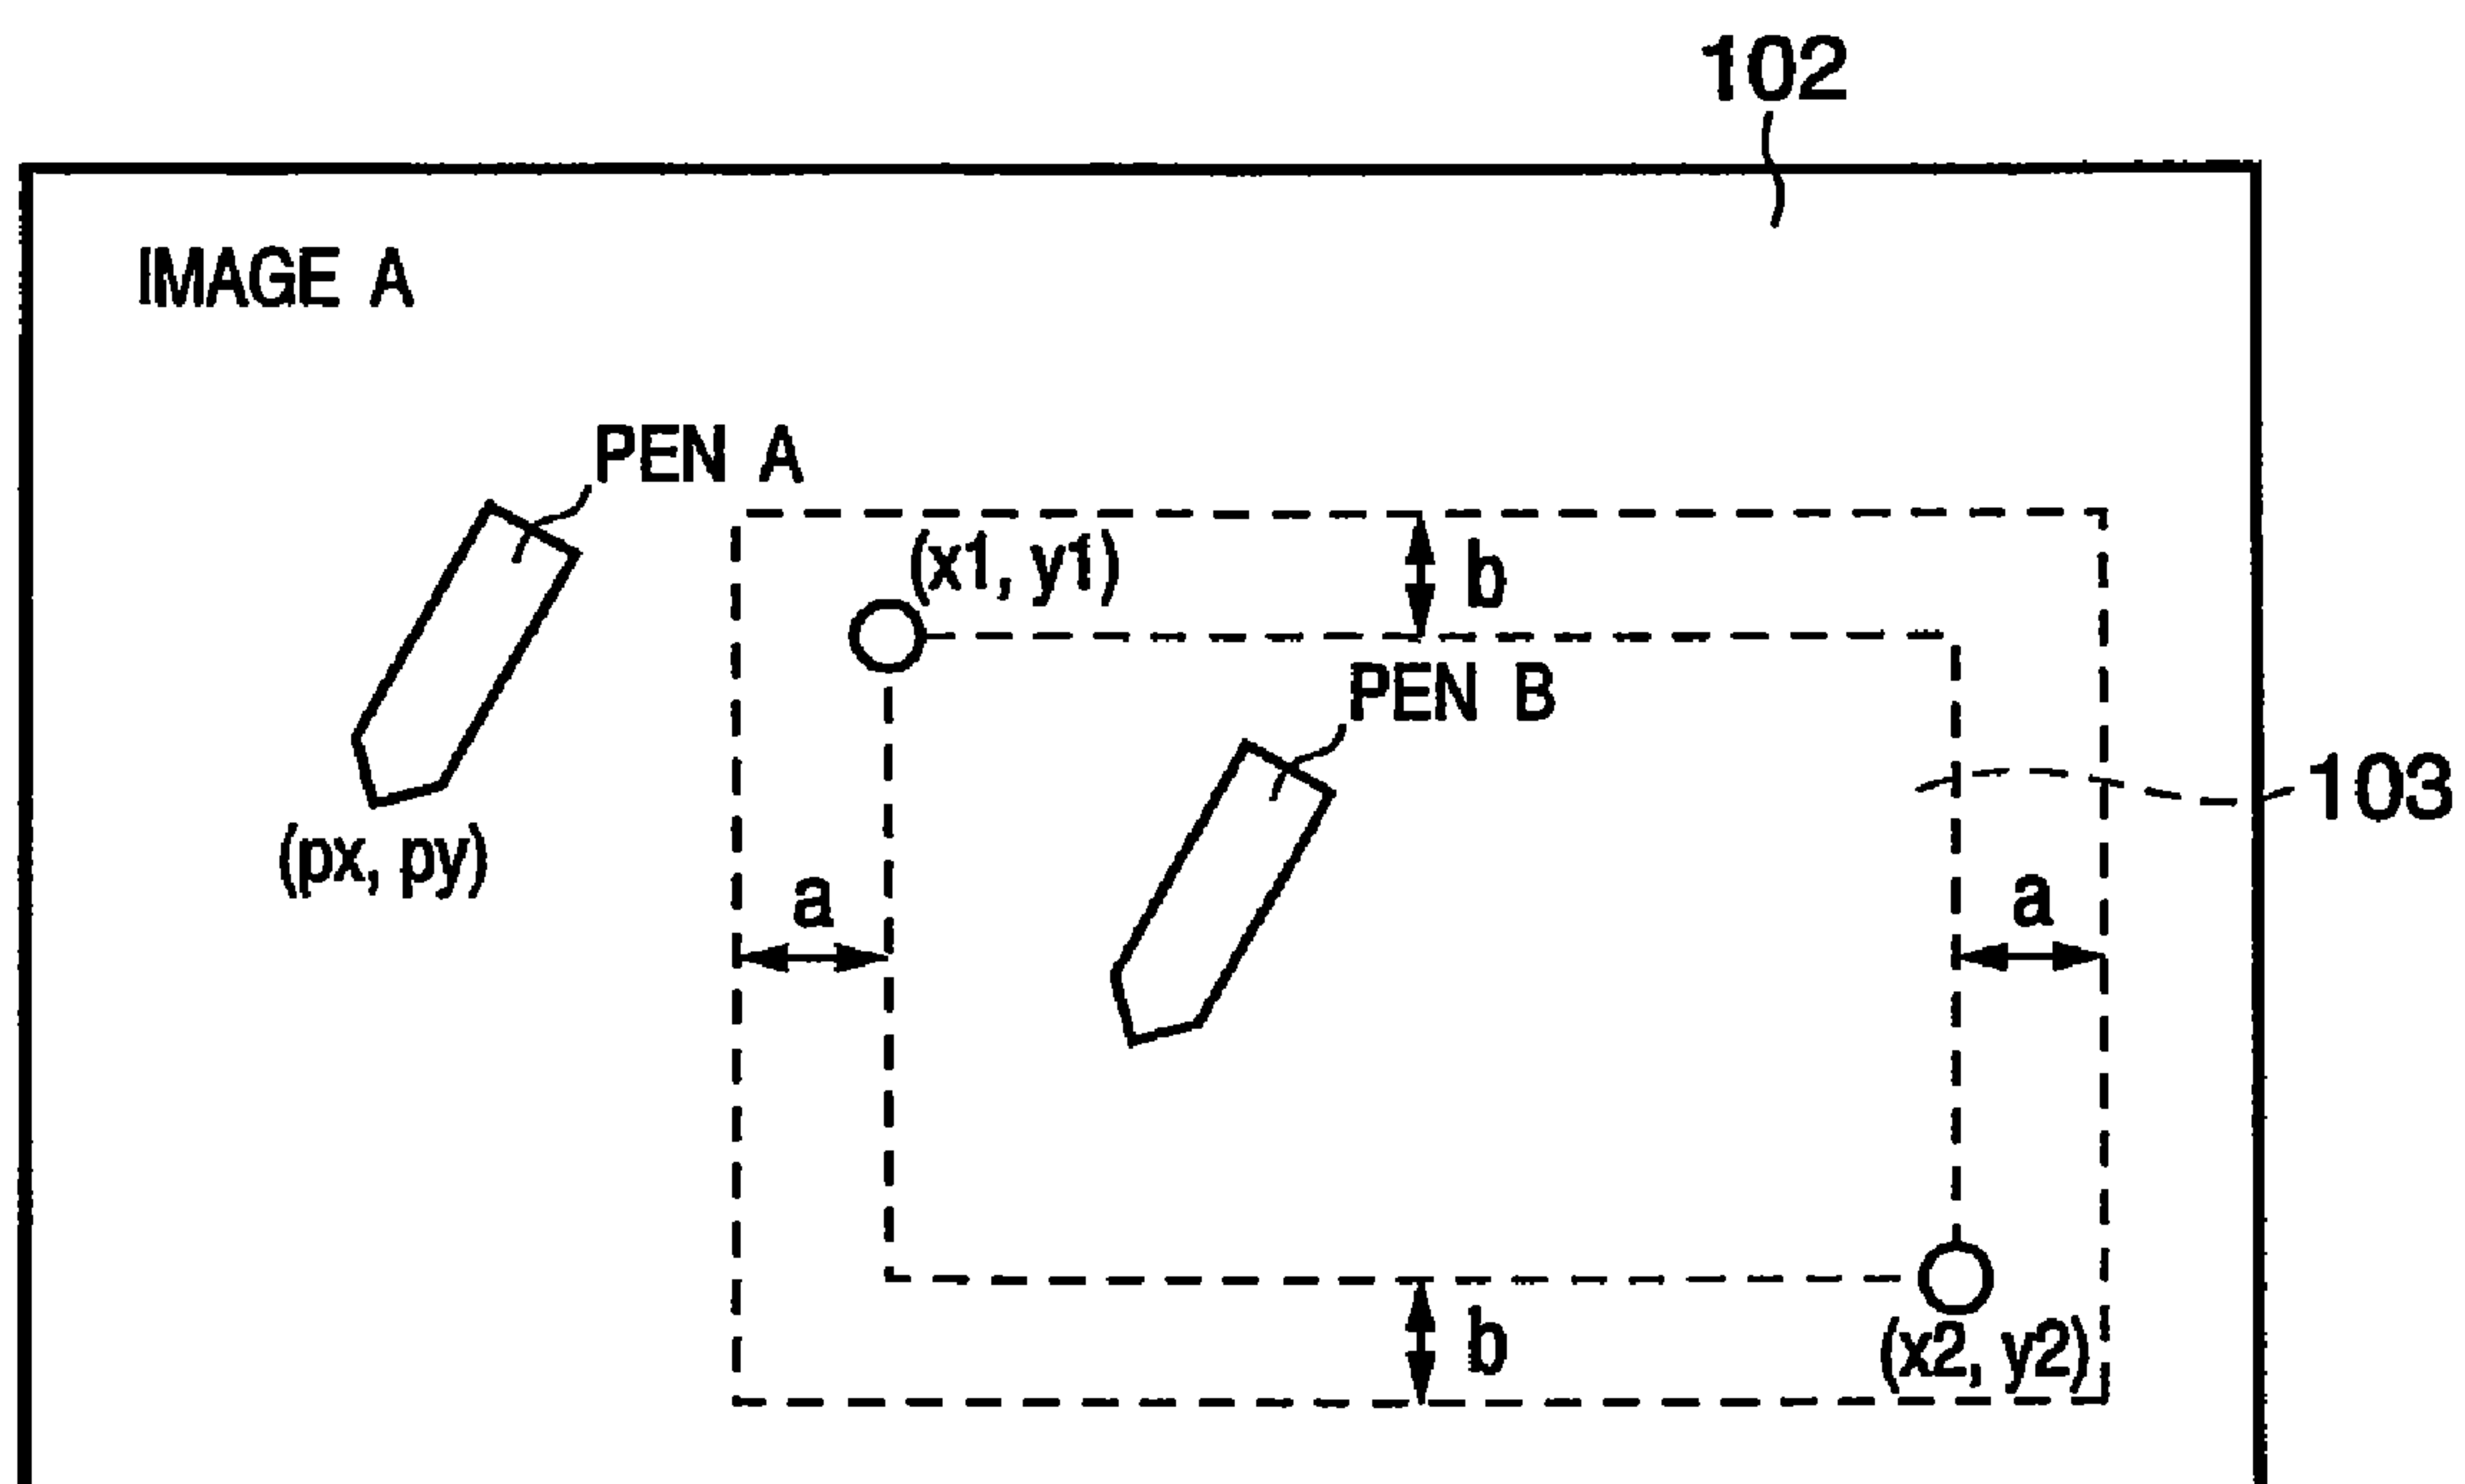 102
IMAGE A
PEN A
(x1, y1)
b
PEN B
103
(px, py)
a
a
b
(x2, y2)